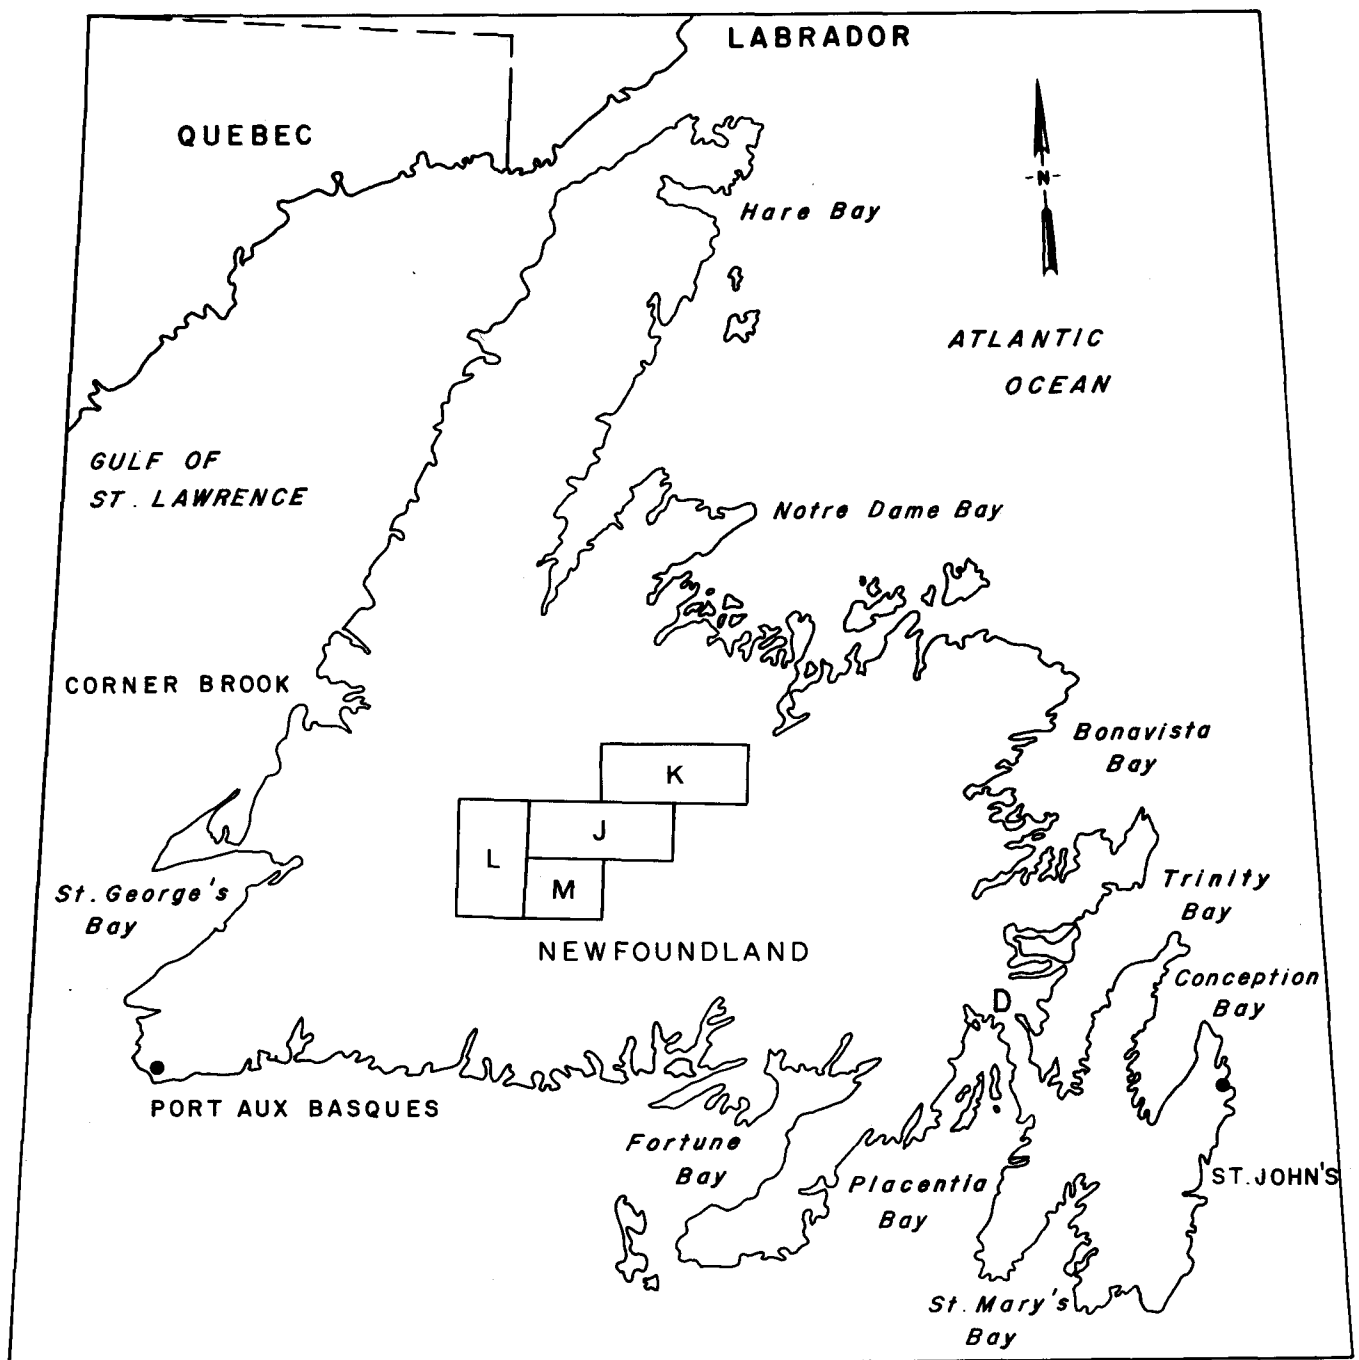 LABRADOR
QUEBEC
N
Hare Bay
ATLANTIC
OCEAN
GULF OF
ST. LAWRENCE
Notre Dame Bay
CORNER BROOK
Bonavista
Bay
K
J
L
M
St. George's
Bay
Trinity
Bay
NEWFOUNDLAND
Conception
Bay
D
PORT AUX BASQUES
Fortune
Bay
Placentia
Bay
ST. JOHN'S
St. Mary's
Bay